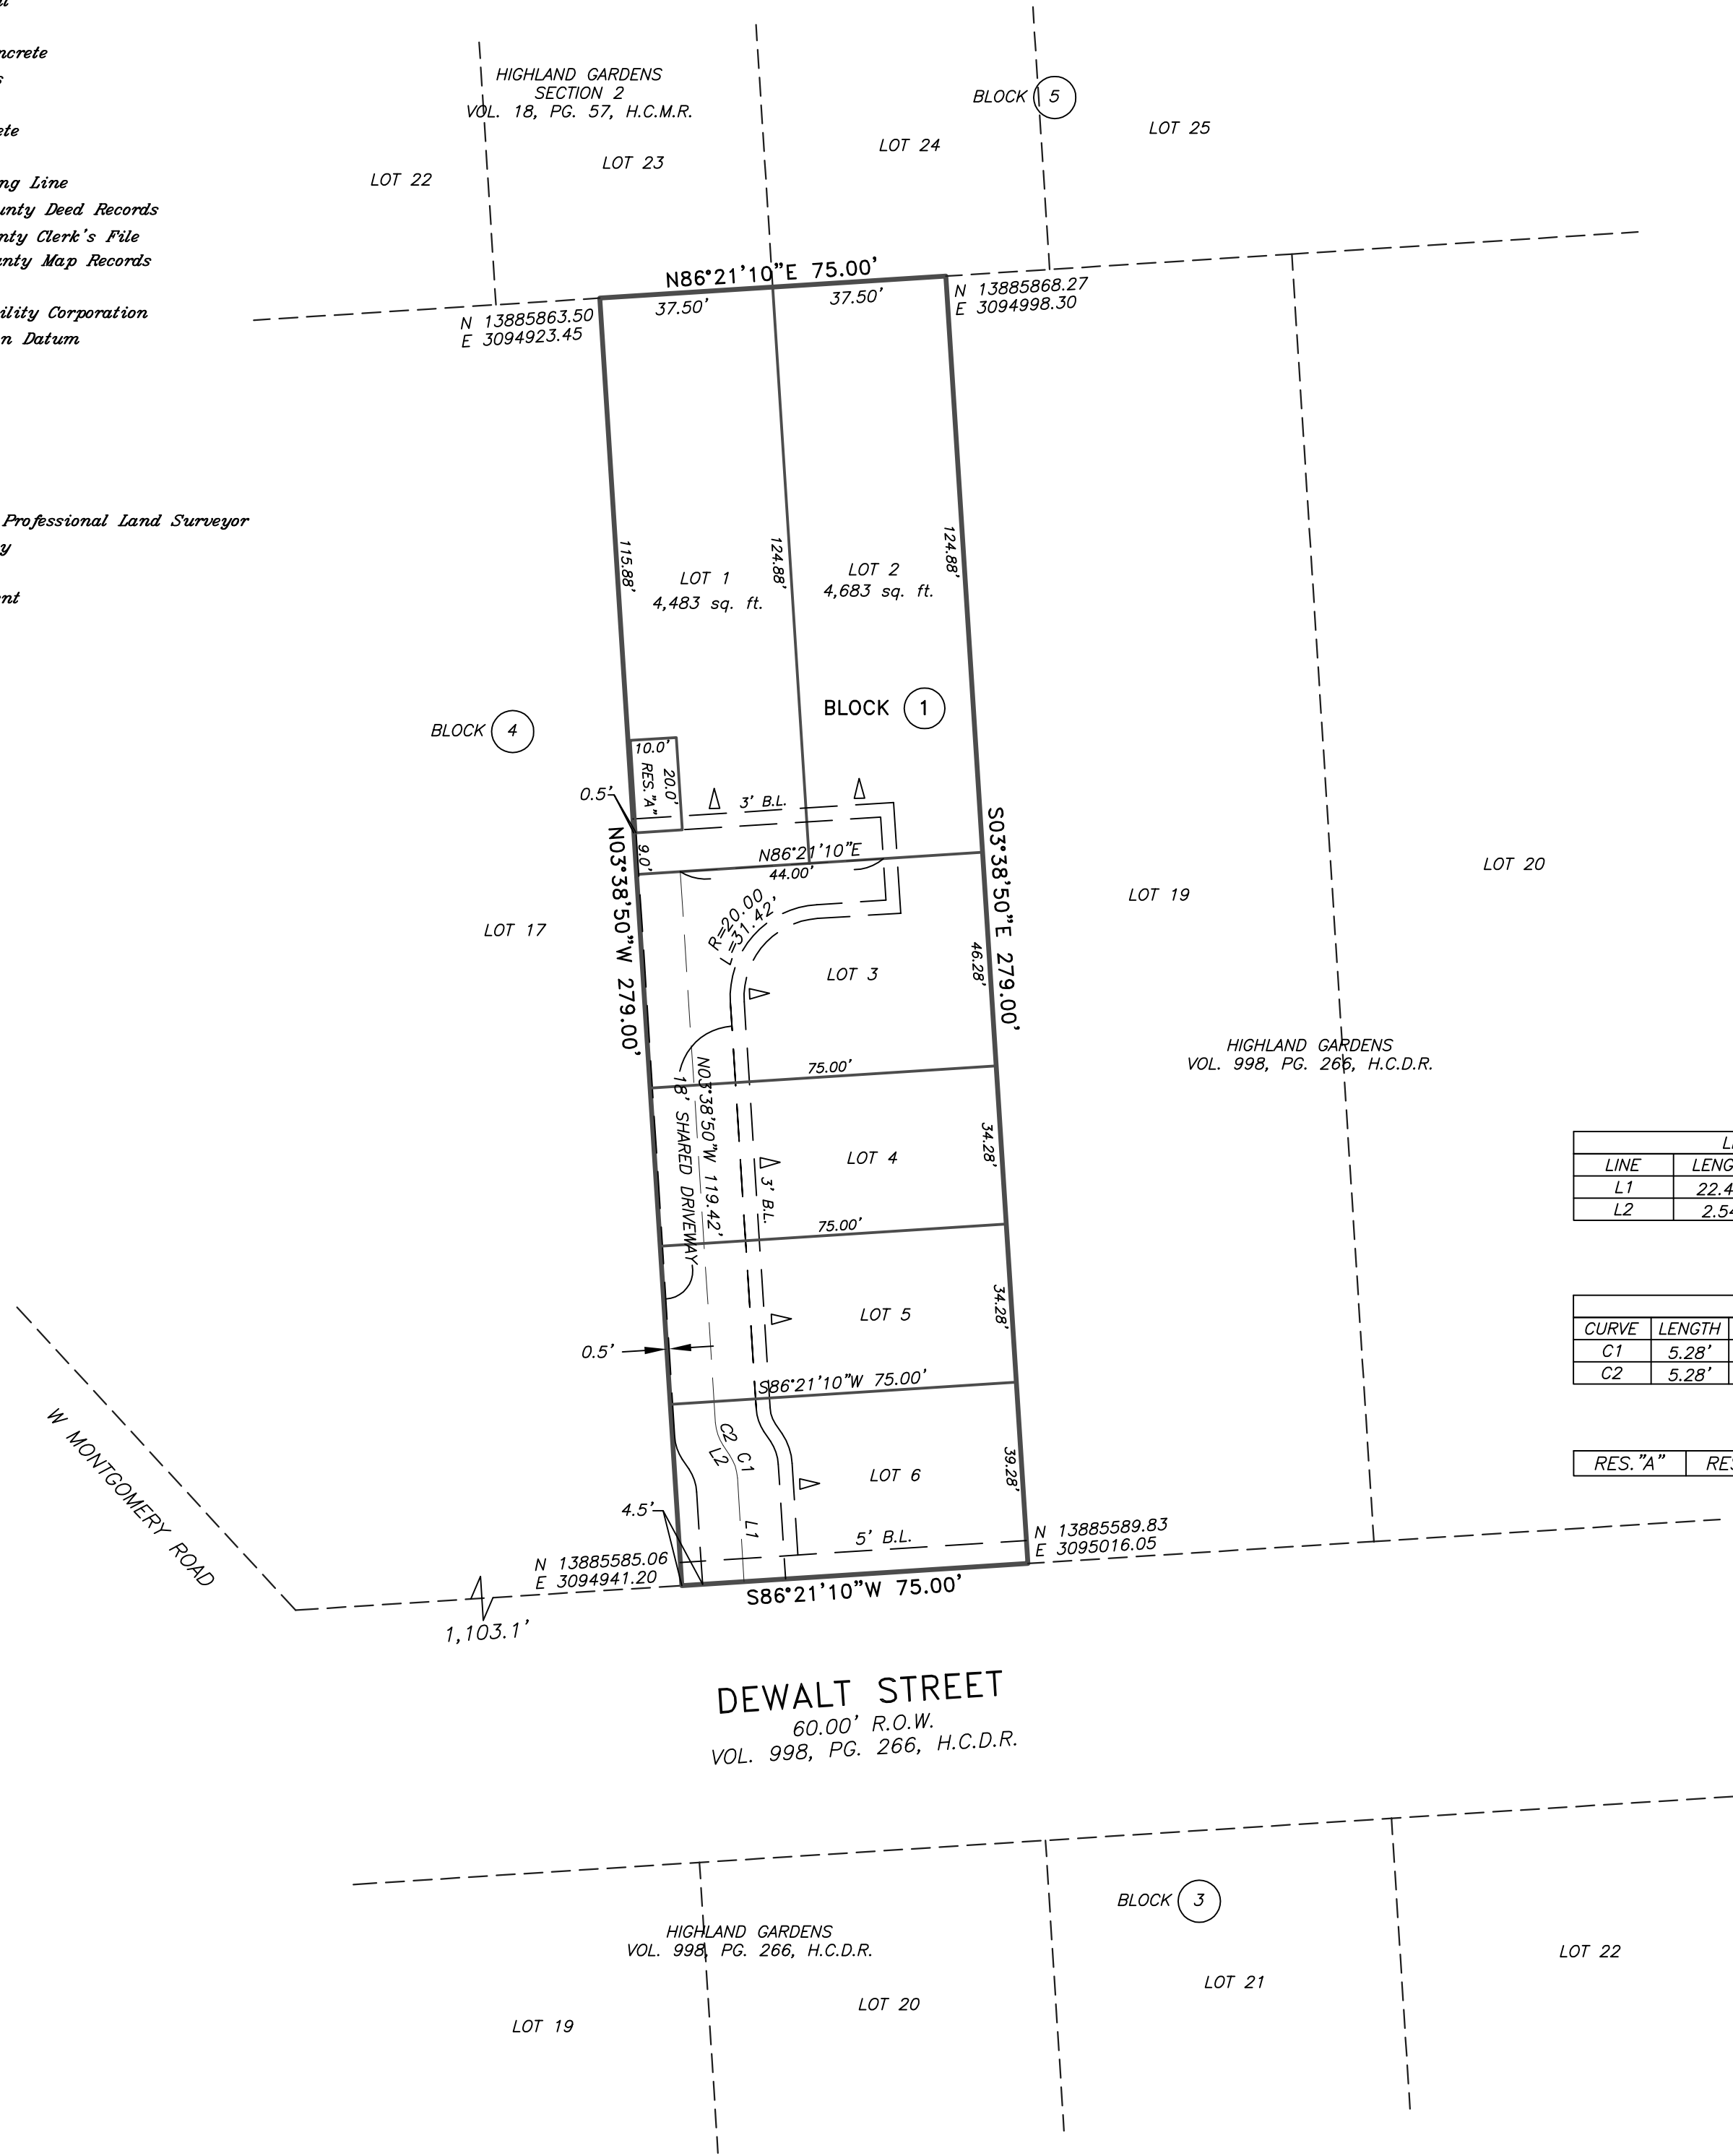 ncrete
ng Line
unty Deed Records
nty Clerk's File
unty Map Records
ility Corporation
n Datum
Professional Land Surveyor
HIGHLAND GARDENS
SECTION 2
VOL. 18, PG. 57, H.C.M.R.
BLOCK 5
LOT 22
LOT 23
LOT 24
LOT 25
N86°21'10"E 75.00'
37.50'
37.50'
N 13885863.50
E 3094923.45
N 13885868.27
E 3094998.30
115.88'
124.88'
124.88'
LOT 1
4,483 sq. ft.
LOT 2
4,683 sq. ft.
BLOCK 1
BLOCK 4
10.0'
20.0'
RES."A"
0.5'
3' B.L.
9.0'
N86°21'10"E
44.00'
N03°38'50"W 279.00'
S03°38'50"E 279.00'
LOT 17
LOT 19
LOT 20
R=20.00
L=31.42'
LOT 3
46.28'
HIGHLAND GARDENS
VOL. 998, PG. 266, H.C.D.R.
75.00'
N03°38'50"W 119.42'
18' SHARED DRIVEWAY
LOT 4
34.28'
3' B.L.
75.00'
LOT 5
34.28'
0.5'
S86°21'10"W 75.00'
C2 C1
L2
LOT 6
39.28'
L1
4.5'
5' B.L.
N 13885585.06
E 3094941.20
N 13885589.83
E 3095016.05
S86°21'10"W 75.00'
W MONTGOMERY ROAD
1,103.1'
LINE LENG
L1 22.4
L2 2.54
CURVE LENGTH
C1 5.28'
C2 5.28'
RES."A" RES
DEWALT STREET
60.00' R.O.W.
VOL. 998, PG. 266, H.C.D.R.
BLOCK 3
HIGHLAND GARDENS
VOL. 998, PG. 266, H.C.D.R.
LOT 19
LOT 20
LOT 21
LOT 22